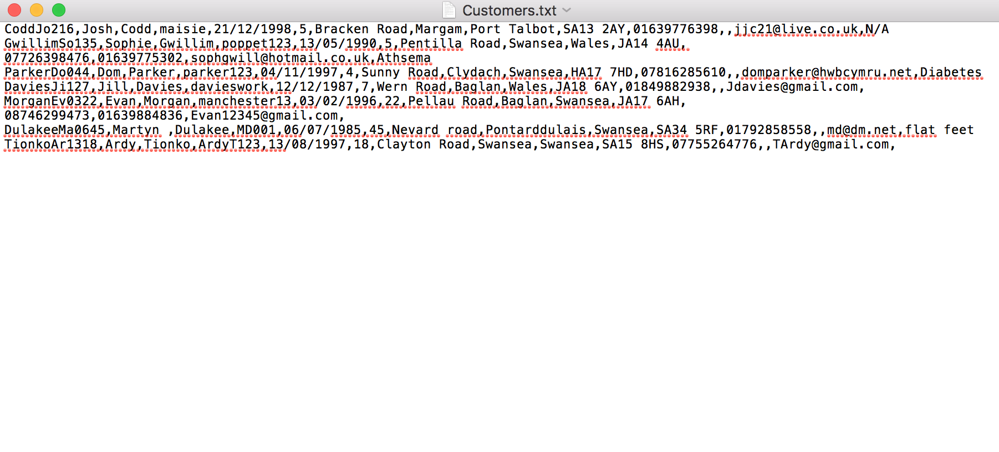 Customers.txt
CoddJo216,Josh,Codd,maisie,21/12/1998,5,Bracken Road,Margam,Port Talbot,SA13 2AY,01639776398,,jjc21@live.co.uk,N/A
GwillimSo135,Sophie,Gwillim,poppet123,13/05/1990,5,Pentilla Road,Swansea,Wales,JA14 4AU,
07726398476,01639775302,sophgwill@hotmail.co.uk,Athsema
ParkerDo044,Dom,Parker,parker123,04/11/1997,4,Sunny Road,Clydach,Swansea,HA17 7HD,07816285610,,domparker@hwbcymru.net,Diabetes
DaviesJi127,Jill,Davies,davieswork,12/12/1987,7,Wern Road,Baglan,Wales,JA18 6AY,01849882938,,Jdavies@gmail.com,
MorganEv0322,Evan,Morgan,manchester13,03/02/1996,22,Pellau Road,Baglan,Swansea,JA17 6AH,
08746299473,01639884836,Evan12345@gmail.com,
DulakeeMa0645,Martyn ,Dulakee,MD001,06/07/1985,45,Nevard road,Pontarddulais,Swansea,SA34 5RF,01792858558,,md@dm.net,flat feet
TionkoAr1318,Ardy,Tionko,ArdyT123,13/08/1997,18,Clayton Road,Swansea,Swansea,SA15 8HS,07755264776,,TArdy@gmail.com,